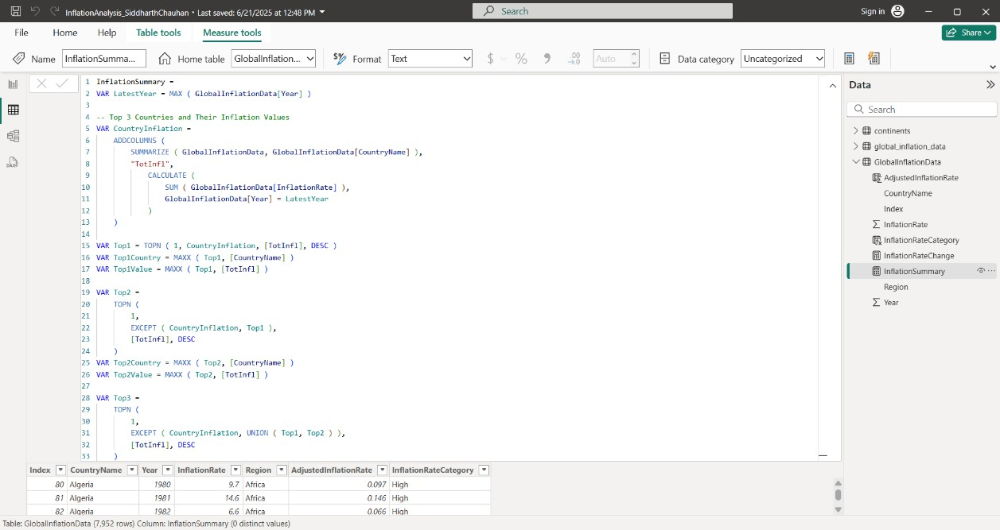 InflationAnalysis_SiddharthChauhan • Last saved: 6/21/2025 at 12:48 PM
Search
Sign in
File Home Help Table tools Measure tools
Share
Name InflationSumma... Home table GlobalInflation... $% Format Text $ % 9 .00 Auto Data category Uncategorized
1 InflationSummary =
2 VAR LatestYear = MAX ( GlobalInflationData[Year] )
3
4 -- Top 3 Countries and Their Inflation Values
5 VAR CountryInflation =
6 ADDCOLUMNS (
7 SUMMARIZE ( GlobalInflationData, GlobalInflationData[CountryName] ),
8 "TotInfl",
9 CALCULATE (
10 SUM ( GlobalInflationData[InflationRate] ),
11 GlobalInflationData[Year] = LatestYear
12 )
13 )
14
15 VAR Top1 = TOPN ( 1, CountryInflation, [TotInfl], DESC )
16 VAR Top1Country = MAXX ( Top1, [CountryName] )
17 VAR Top1Value = MAXX ( Top1, [TotInfl] )
18
19 VAR Top2 =
20 TOPN (
21 1,
22 EXCEPT ( CountryInflation, Top1 ),
23 [TotInfl], DESC
24 )
25 VAR Top2Country = MAXX ( Top2, [CountryName] )
26 VAR Top2Value = MAXX ( Top2, [TotInfl] )
27
28 VAR Top3 =
29 TOPN (
30 1,
31 EXCEPT ( CountryInflation, UNION ( Top1, Top2 ) ),
32 [TotInfl], DESC
33 )
Data
Search
continents
global_inflation_data
GlobalInflationData
AdjustedInflationRate
CountryName
Index
InflationRate
InflationRateCategory
InflationRateChange
InflationSummary
Region
Year
Index CountryName Year InflationRate Region AdjustedInflationRate InflationRateCategory
80 Algeria 1980 9.7 Africa 0.097 High
81 Algeria 1981 14.6 Africa 0.146 High
82 Algeria 1982 6.6 Africa 0.066 High
Table: GlobalInflationData (7,952 rows) Column: InflationSummary (0 distinct values)